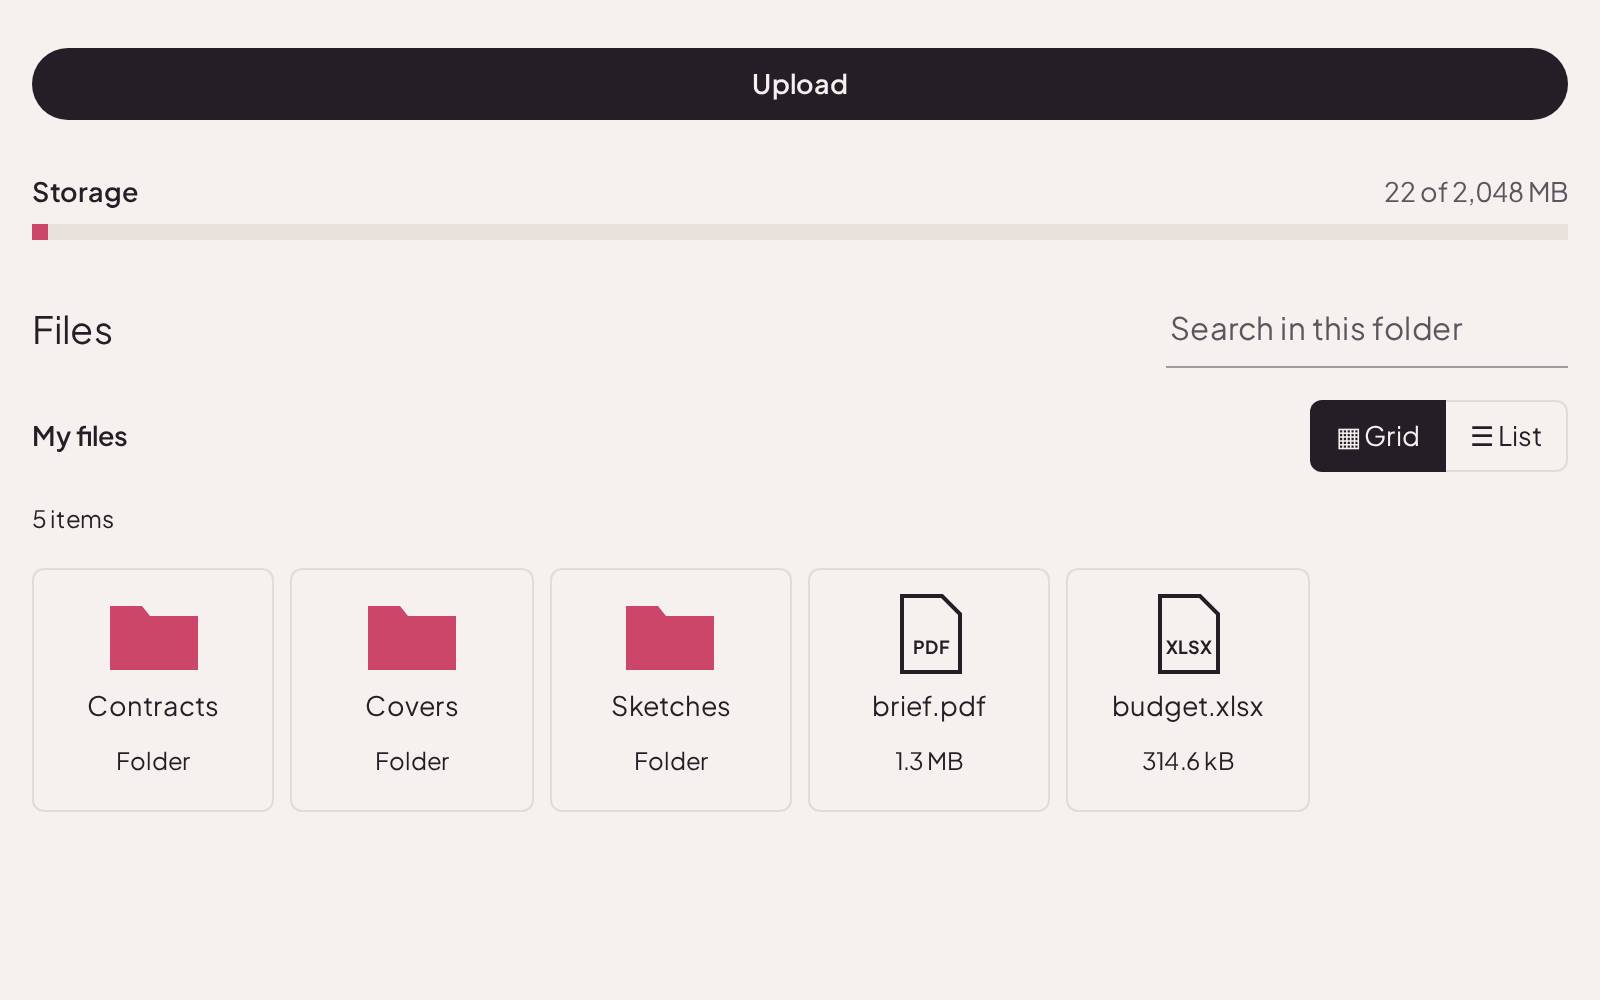 Upload
Storage
22 of 2,048 MB
Files
Search in this folder
My files
▦ Grid
☰ List
5 items
PDF
XLSX
Contracts
Covers
Sketches
brief.pdf
budget.xlsx
Folder
Folder
Folder
1.3 MB
314.6 kB